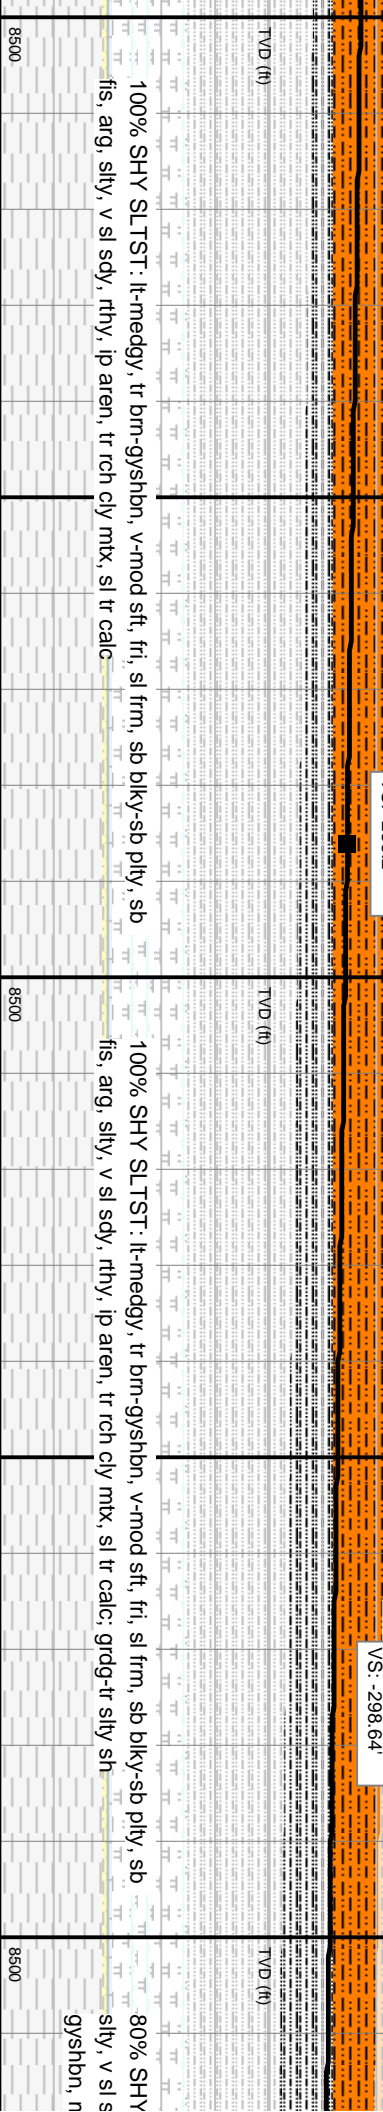 TVD (ft)
100% SHY SLTST: lt-medgy, tr brn-gyshbn, v-mod sft, fri, sl frm, sb blky-sb plty, sb
fis, arg, slty, v sl sdy, rthy, ip aren, tr rch cly mtx, sl tr calc
8500
TVD (ft)
100% SHY SLTST: lt-medgy, tr brn-gyshbn, v-mod sft, fri, sl frm, sb blky-sb plty, sb
fis, arg, slty, v sl sdy, rthy, ip aren, tr rch cly mtx, sl tr calc; grdg-tr slty sh
8500
VS: -298.64'
TVD (ft)
80% SHY
slty, v sl s
gyshbn, n
8500